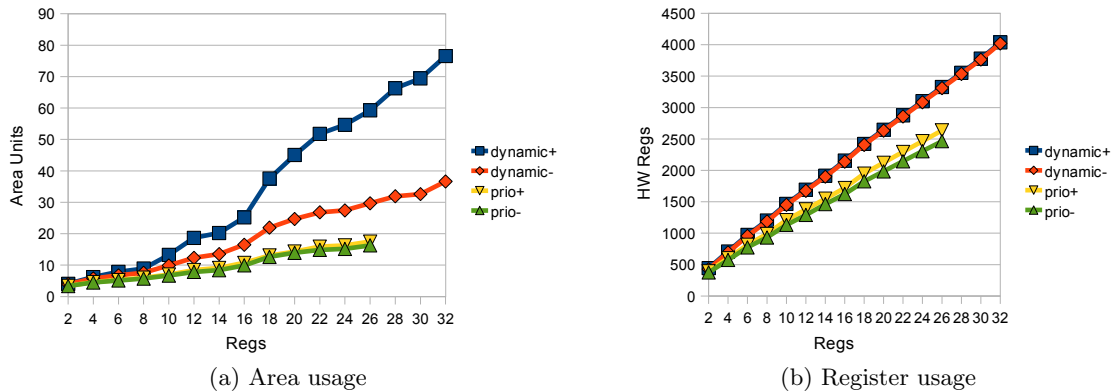 90
80
70
60
50
40
30
20
10
0
Area Units
2 4 6 8 10 12 14 16 18 20 22 24 26 28 30 32
Regs
dynamic+
dynamic-
prio+
prio-
(a) Area usage
4500
4000
3500
3000
2500
2000
1500
1000
500
0
HW Regs
2 4 6 8 10 12 14 16 18 20 22 24 26 28 30 32
Regs
dynamic+
dynamic-
prio+
prio-
(b) Register usage